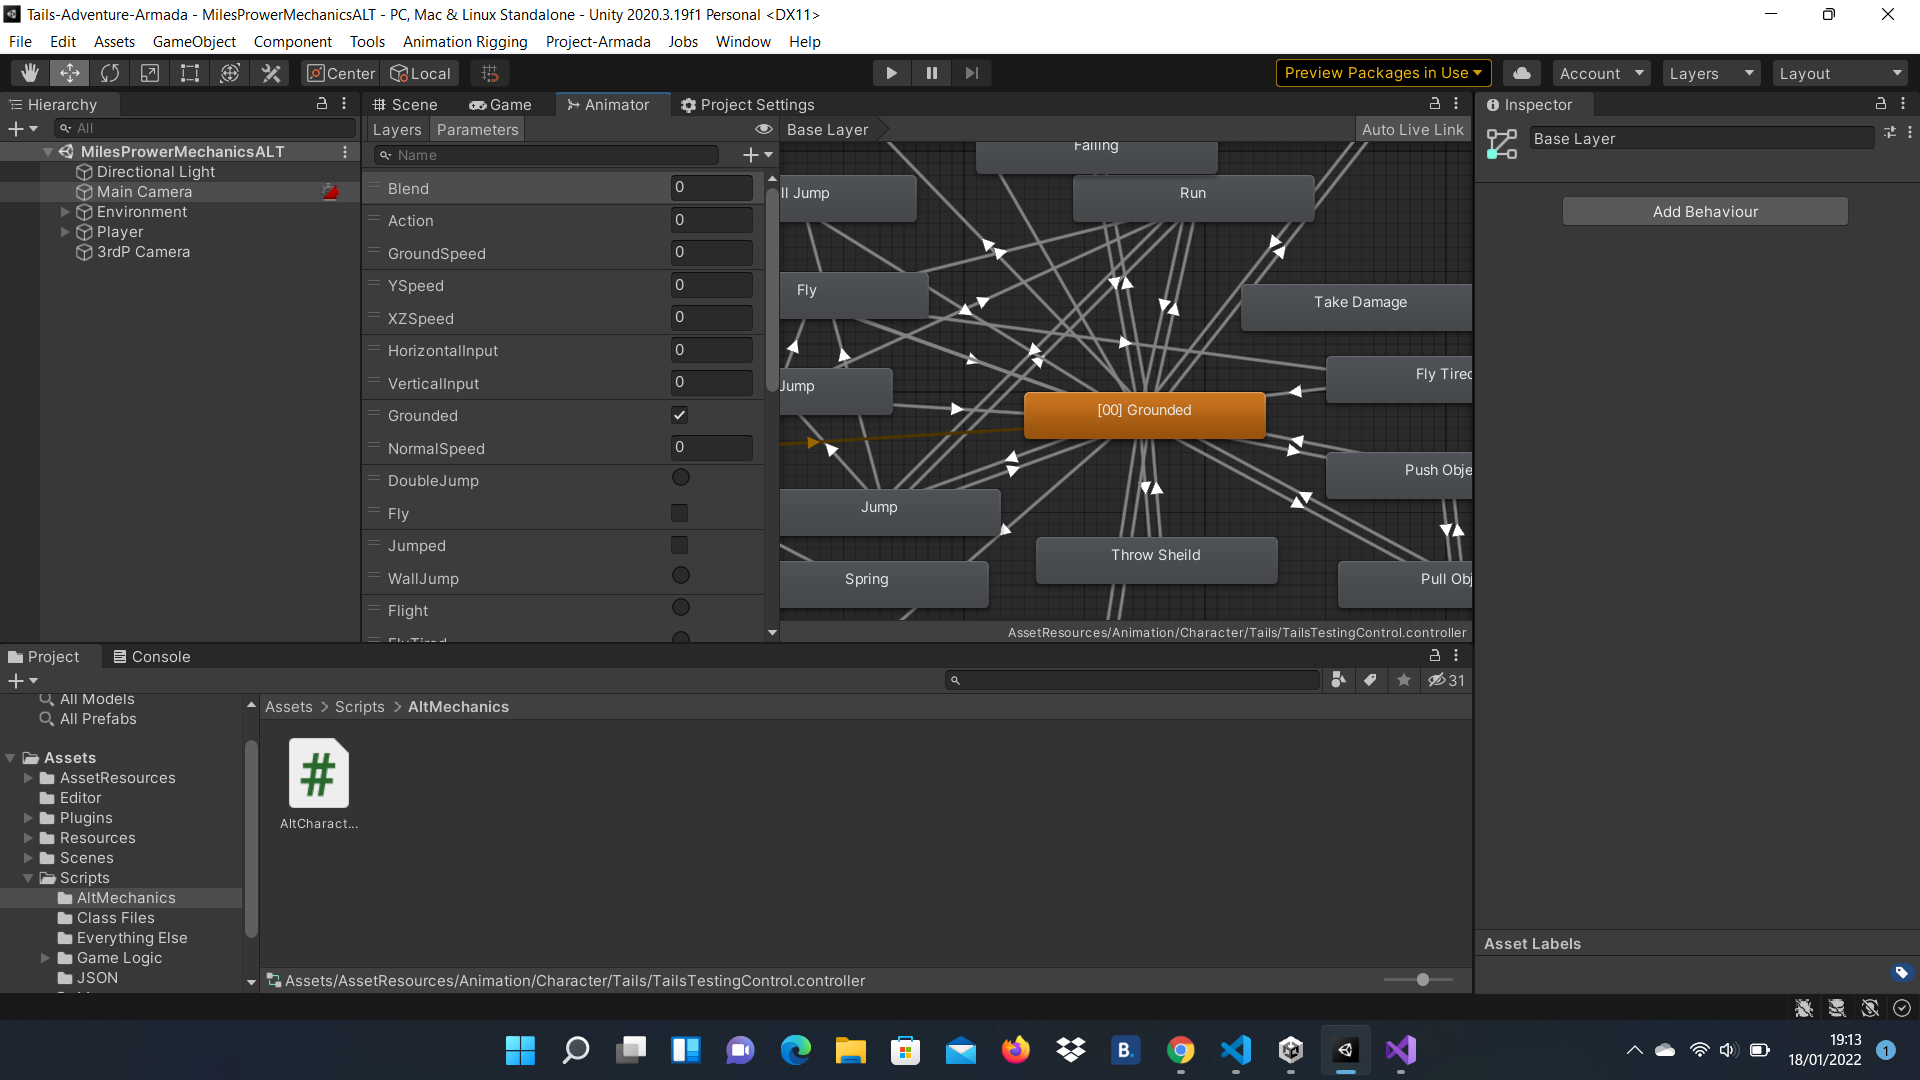 Tails-Adventure-Armada - MilesProwerMechanicsALT - PC, Mac & Linux Standalone - Unity 2020.3.19f1 Personal <DX11>
File Edit Assets GameObject Component Tools Animation Rigging Project-Armada Jobs Window Help
Center Local Preview Packages in Use Account Layers Layout
Hierarchy
All
MilesProwerMechanicsALT
Directional Light
Main Camera
Environment
Player
3rdP Camera
Scene Game Animator Project Settings
Layers Parameters
Name
Blend 0
Action 0
GroundSpeed 0
YSpeed 0
XZSpeed 0
HorizontalInput 0
VerticalInput 0
Grounded
NormalSpeed 0
DoubleJump
Fly
Jumped
WallJump
Flight
FlyTired
Base Layer Auto Live Link
Falling
ll Jump
Run
Fly
Take Damage
Jump
Fly Tired
[00] Grounded
Push Obje
Jump
Throw Sheild
Spring
Pull Obj
AssetResources/Animation/Character/Tails/TailsTestingControl.controller
Inspector
Base Layer
Add Behaviour
Asset Labels
Project Console
31
All Models
All Prefabs
Assets
AssetResources
Editor
Plugins
Resources
Scenes
Scripts
AltMechanics
Class Files
Everything Else
Game Logic
JSON
Assets > Scripts > AltMechanics
#
AltCharact...
Assets/AssetResources/Animation/Character/Tails/TailsTestingControl.controller
B.
19:13
18/01/2022
1